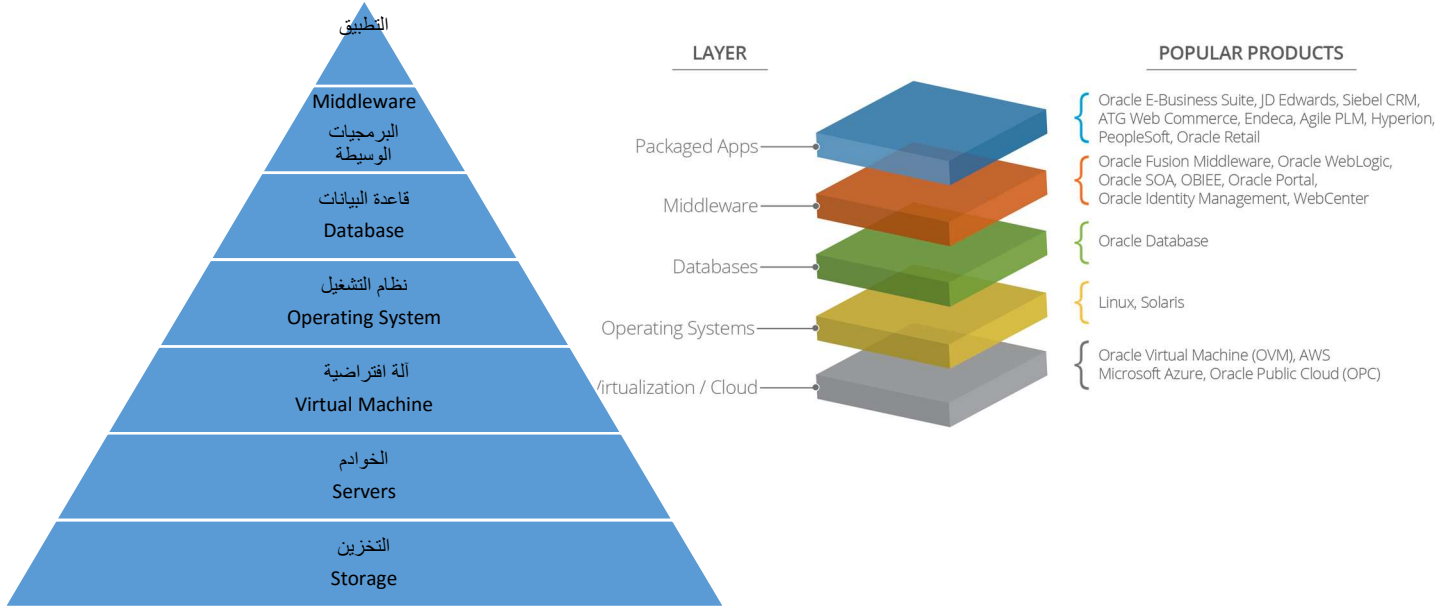 التطبيق
Middleware
البرمجيات
الوسيطة
قاعدة البيانات
Database
نظام التشغيل
Operating System
آلة افتراضية
Virtual Machine
الخوادم
Servers
التخزين
Storage
LAYER
Packaged Apps
Middleware
Databases
Operating Systems
irtualization / Cloud
POPULAR PRODUCTS
Oracle E-Business Suite, JD Edwards, Siebel CRM,
ATG Web Commerce, Endeca, Agile PLM, Hyperion,
PeopleSoft, Oracle Retail
Oracle Fusion Middleware, Oracle WebLogic,
Oracle SOA, OBIEE, Oracle Portal,
Oracle Identity Management, WebCenter
Oracle Database
Linux, Solaris
Oracle Virtual Machine (OVM), AWS
Microsoft Azure, Oracle Public Cloud (OPC)